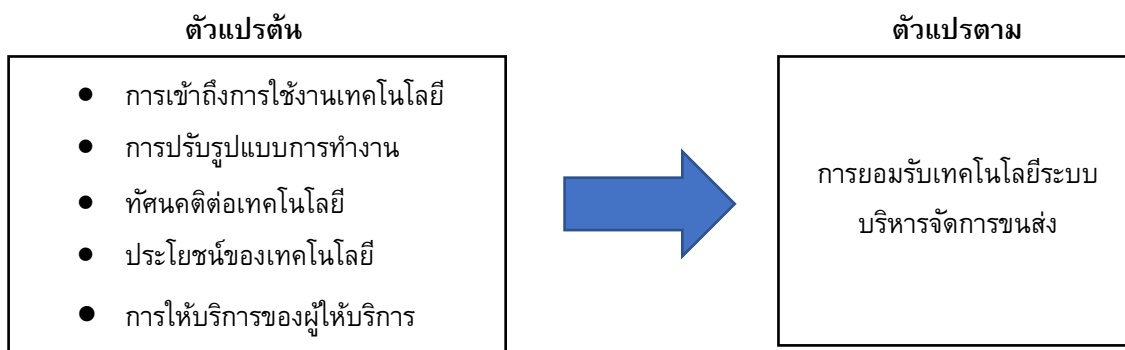 ตัวแปรต้น
• การเข้าถึงการใช้งานเทคโนโลยี
• การปรับรูปแบบการทำงาน
• ทัศนคติต่อเทคโนโลยี
• ประโยชน์ของเทคโนโลยี
• การให้บริการของผู้ให้บริการ
ตัวแปรตาม
การยอมรับเทคโนโลยีระบบ
บริหารจัดการขนส่ง